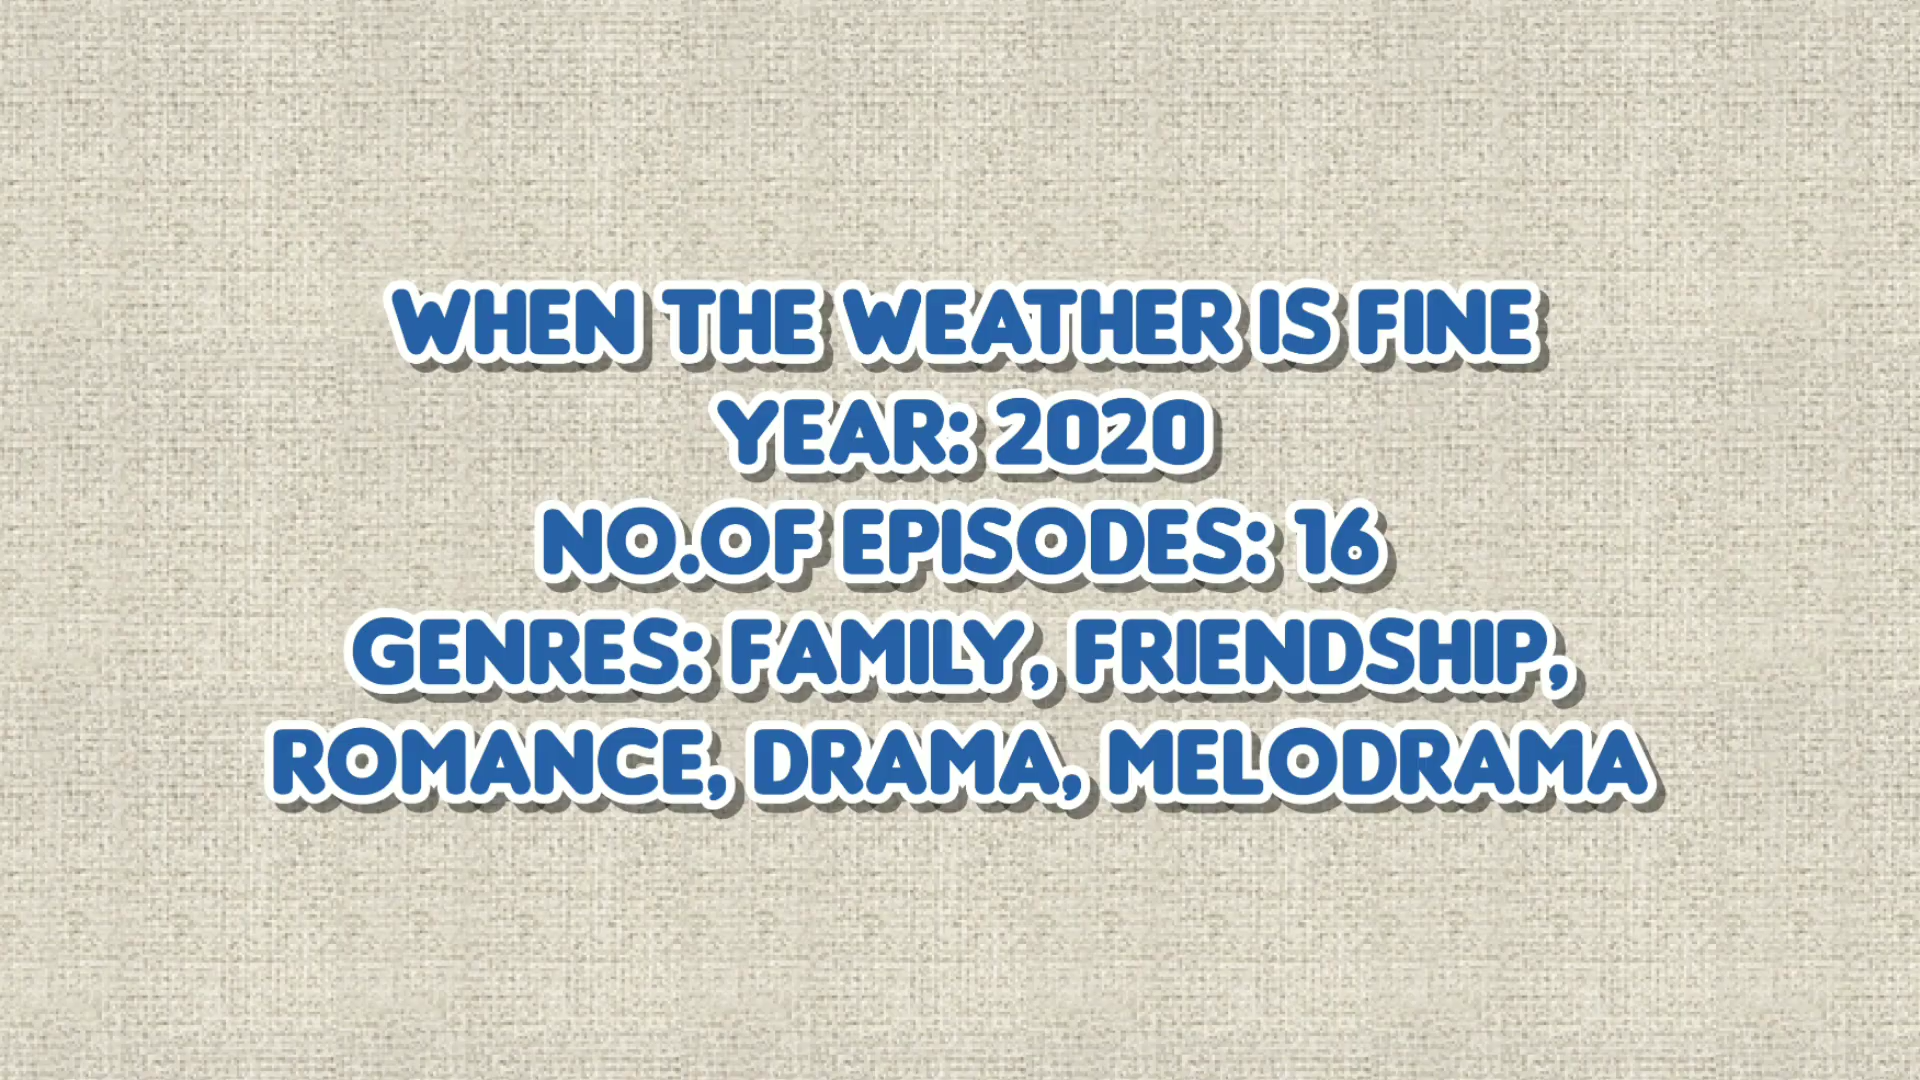 WHEN THE WEATHER IS FINE
YEAR: 2020
NO.OF EPISODES: 16
GENRES: FAMILY, FRIENDSHIP,
ROMANCE, DRAMA, MELODRAMA